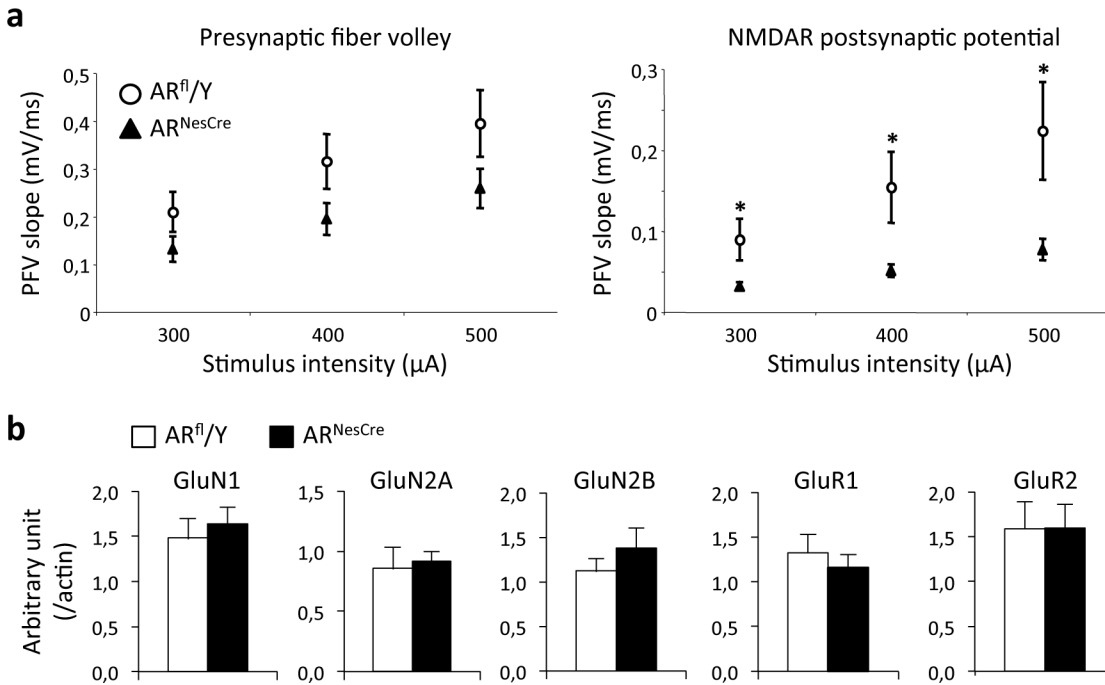 a
Presynaptic fiber volley
NMDAR postsynaptic potential
PFV slope (mV/ms)
0,5
0,4
0,3
0,2
0,1
0
ARfl/Y
ARNesCre
300 400 500
Stimulus intensity (µA)
PFV slope (mV/ms)
0,3
0,2
0,1
0
*
*
*
300 400 500
Stimulus intensity (µA)
b
ARfl/Y ARNesCre
Arbitrary unit
(/actin)
GluN1
2,0
1,5
1,0
0,5
0,0
GluN2A
1,5
1,0
0,5
0,0
GluN2B
2,0
1,5
1,0
0,5
0,0
GluR1
2,0
1,5
1,0
0,5
0,0
GluR2
2,0
1,5
1,0
0,5
0,0